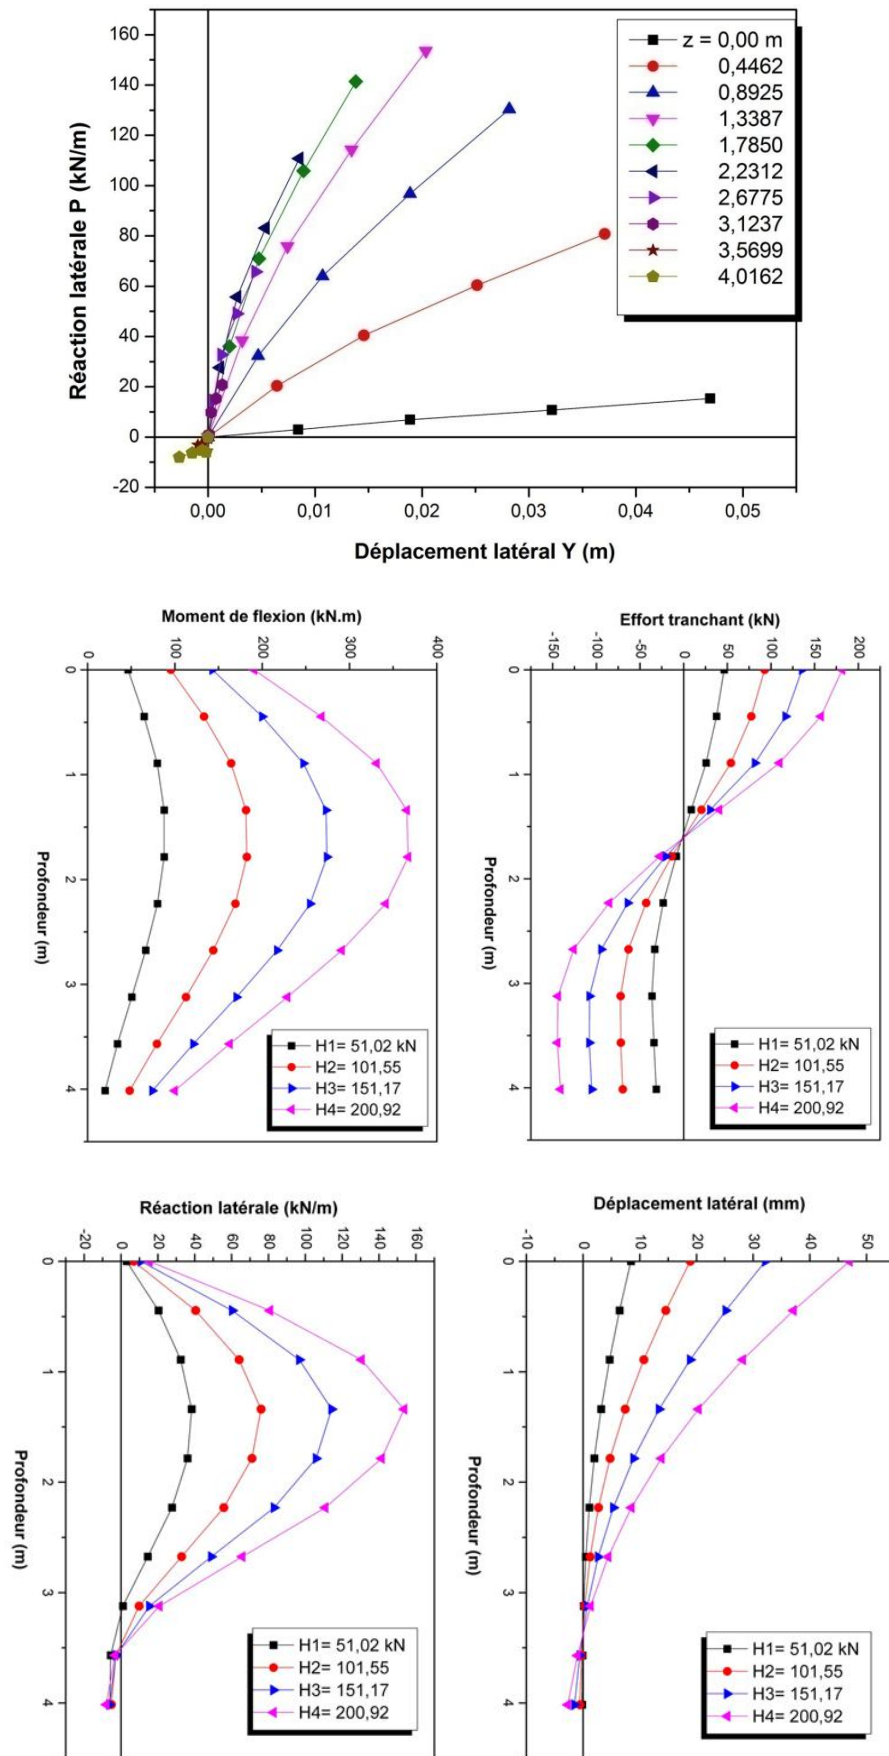 160
140
120
100
80
60
40
20
0
-20
Réaction latérale P (kN/m)
z = 0,00 m
0,4462
0,8925
1,3387
1,7850
2,2312
2,6775
3,1237
3,5699
4,0162
0,00 0,01 0,02 0,03 0,04 0,05
Déplacement latéral Y (m)
Moment de flexion (kN.m)
0 100 200 300 400
0
1
2
3
4
Profondeur (m)
H1= 51,02 kN
H2= 101,55
H3= 151,17
H4= 200,92
Effort tranchant (kN)
-150 -100 -50 0 50 100 150 200
0
1
2
3
4
Profondeur (m)
H1= 51,02 kN
H2= 101,55
H3= 151,17
H4= 200,92
Réaction latérale (kN/m)
-20 0 20 40 60 80 100 120 140 160
0
1
2
3
4
Profondeur (m)
H1= 51,02 kN
H2= 101,55
H3= 151,17
H4= 200,92
Déplacement latéral (mm)
-10 0 10 20 30 40 50
0
1
2
3
4
Profondeur (m)
H1= 51,02 kN
H2= 101,55
H3= 151,17
H4= 200,92